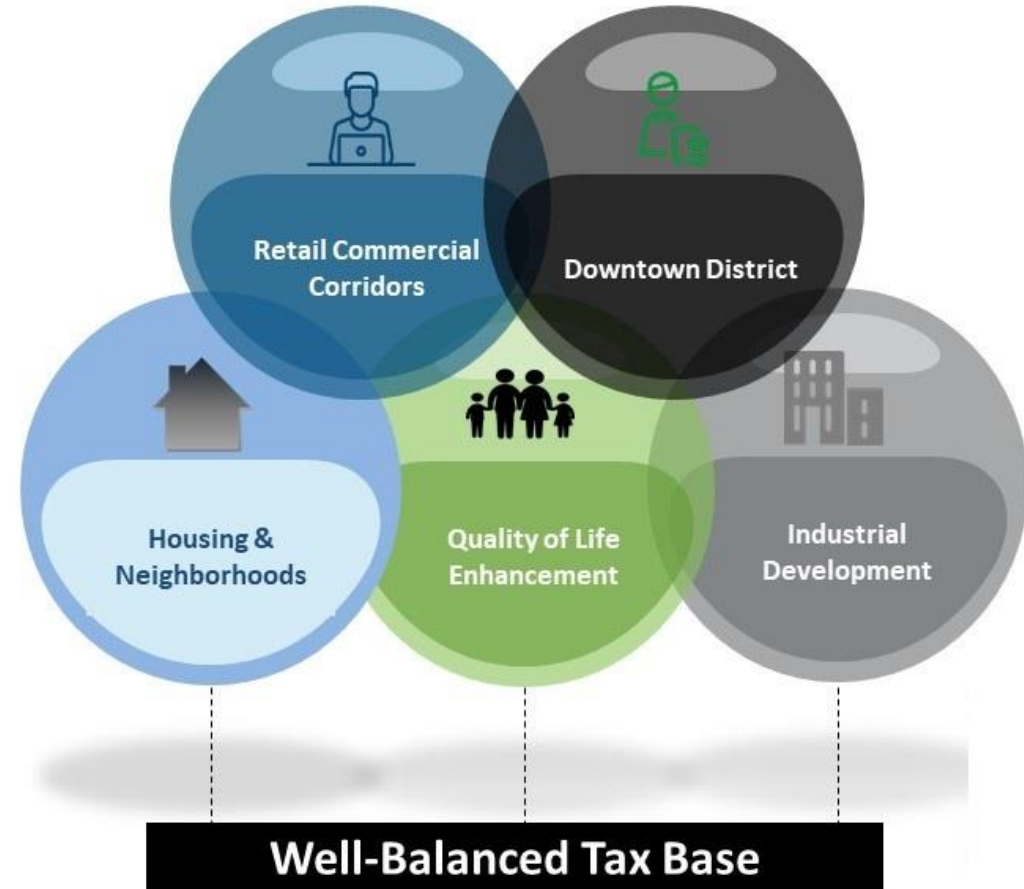 Retail Commercial
Corridors
Downtown District
Housing &
Neighborhoods
Quality of Life
Enhancement
Industrial
Development
Well-Balanced Tax Base